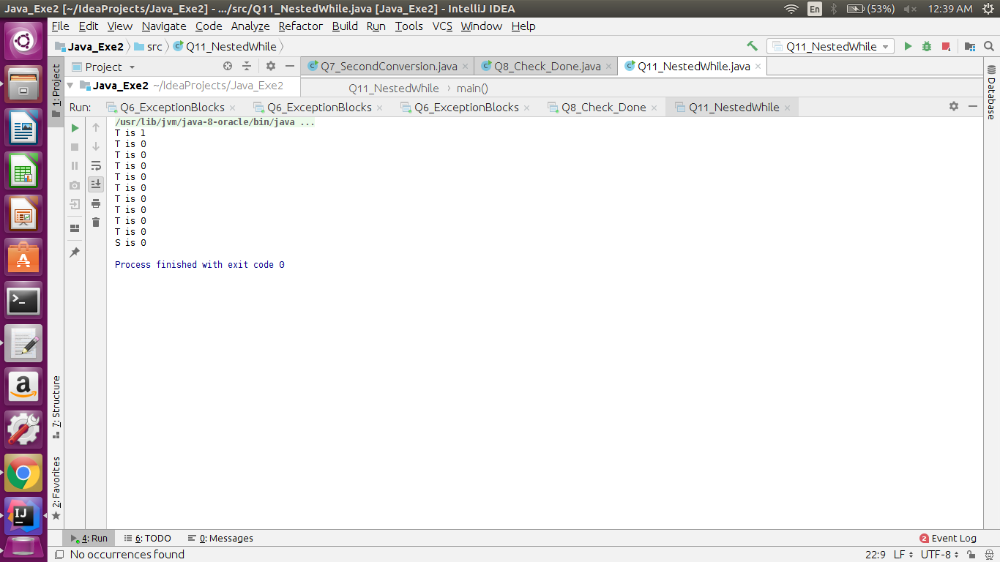 Java_Exe2 [~/IdeaProjects/Java_Exe2] - .../src/Q11_NestedWhile.java [Java_Exe2] - IntelliJ IDEA
En
(53%)
12:39 AM
File Edit View Navigate Code Analyze Refactor Build Run Tools VCS Window Help
Java_Exe2 src Q11_NestedWhile
Q11_NestedWhile
1: Project
Project
Q7_SecondConversion.java
Q8_Check_Done.java
Q11_NestedWhile.java
Java_Exe2 ~/IdeaProjects/Java_Exe2
Q11_NestedWhile › main()
Database
Run: Q6_ExceptionBlocks Q6_ExceptionBlocks Q6_ExceptionBlocks Q8_Check_Done Q11_NestedWhile
/usr/lib/jvm/java-8-oracle/bin/java ...
T is 1
T is 0
T is 0
T is 0
T is 0
T is 0
T is 0
T is 0
T is 0
T is 0
S is 0
Process finished with exit code 0
7: Structure
2: Favorites
IJ
4: Run 6: TODO 0: Messages
2 Event Log
No occurrences found
22:9 LF UTF-8